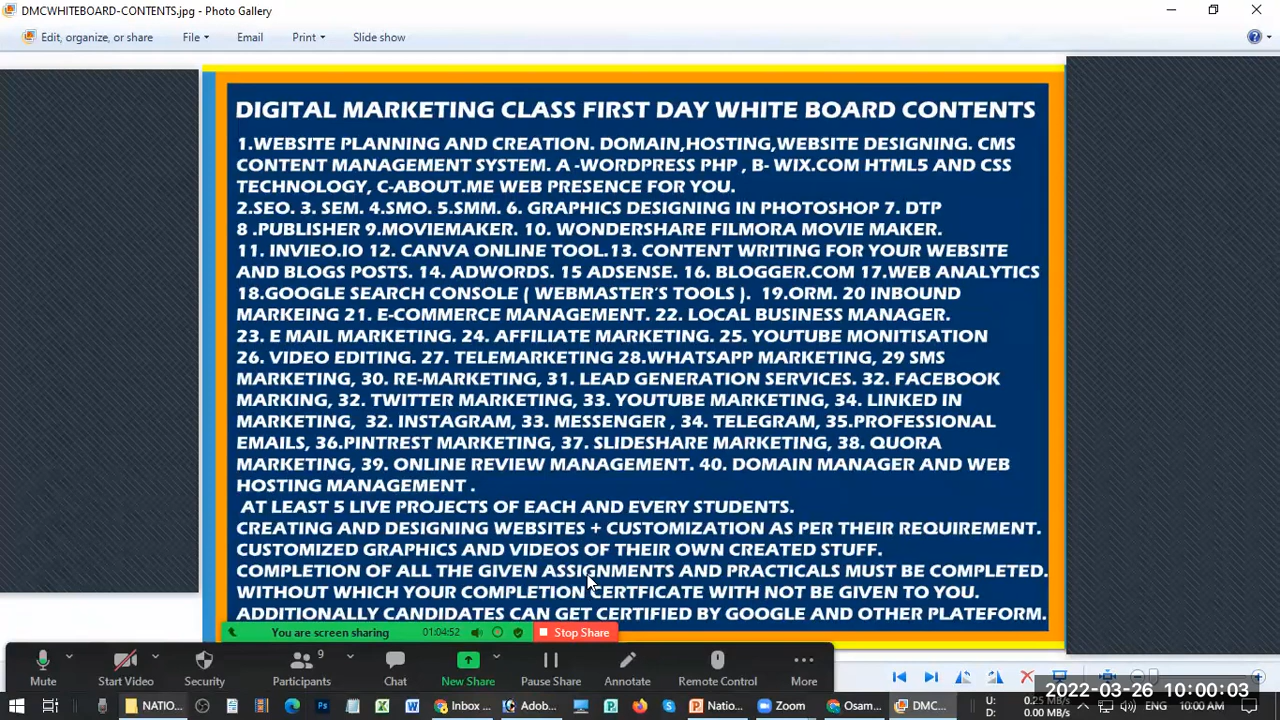 DMCWHITEBOARD-CONTENTS.jpg - Photo Gallery
Edit, organize, or share File Email Print Slide show
DIGITAL MARKETING CLASS FIRST DAY WHITE BOARD CONTENTS
1.WEBSITE PLANNING AND CREATION. DOMAIN,HOSTING,WEBSITE DESIGNING. CMS
CONTENT MANAGEMENT SYSTEM. A -WORDPRESS PHP , B- WIX.COM HTML5 AND CSS
TECHNOLOGY, C-ABOUT.ME WEB PRESENCE FOR YOU.
2.SEO. 3. SEM. 4.SMO. 5.SMM. 6. GRAPHICS DESIGNING IN PHOTOSHOP 7. DTP
8 .PUBLISHER 9.MOVIEMAKER. 10. WONDERSHARE FILMORA MOVIE MAKER.
11. INVIEO.IO 12. CANVA ONLINE TOOL.13. CONTENT WRITING FOR YOUR WEBSITE
AND BLOGS POSTS. 14. ADWORDS. 15 ADSENSE. 16. BLOGGER.COM 17.WEB ANALYTICS
18.GOOGLE SEARCH CONSOLE ( WEBMASTER'S TOOLS ). 19.ORM. 20 INBOUND
MARKEING 21. E-COMMERCE MANAGEMENT. 22. LOCAL BUSINESS MANAGER.
23. E MAIL MARKETING. 24. AFFILIATE MARKETING. 25. YOUTUBE MONITISATION
26. VIDEO EDITING. 27. TELEMARKETING 28.WHATSAPP MARKETING, 29 SMS
MARKETING, 30. RE-MARKETING, 31. LEAD GENERATION SERVICES. 32. FACEBOOK
MARKING, 32. TWITTER MARKETING, 33. YOUTUBE MARKETING, 34. LINKED IN
MARKETING, 32. INSTAGRAM, 33. MESSENGER , 34. TELEGRAM, 35.PROFESSIONAL
EMAILS, 36.PINTREST MARKETING, 37. SLIDESHARE MARKETING, 38. QUORA
MARKETING, 39. ONLINE REVIEW MANAGEMENT. 40. DOMAIN MANAGER AND WEB
HOSTING MANAGEMENT .
AT LEAST 5 LIVE PROJECTS OF EACH AND EVERY STUDENTS.
CREATING AND DESIGNING WEBSITES + CUSTOMIZATION AS PER THEIR REQUIREMENT.
CUSTOMIZED GRAPHICS AND VIDEOS OF THEIR OWN CREATED STUFF.
COMPLETION OF ALL THE GIVEN ASSIGNMENTS AND PRACTICALS MUST BE COMPLETED.
WITHOUT WHICH YOUR COMPLETION CERTFICATE WITH NOT BE GIVEN TO YOU.
ADDITIONALLY CANDIDATES CAN GET CERTIFIED BY GOOGLE AND OTHER PLATEFORM.
You are screen sharing 01:04:52 Stop Share
9
Mute Start Video Security Participants Chat New Share Pause Share Annotate Remote Control More
2022-03-26 10:00:03
NATIO... Inbox ... Adob... Natio... Zoom Osam... DMC... U: 0.25 MB/s ENG 10:00 AM
D: 0.00 MB/s